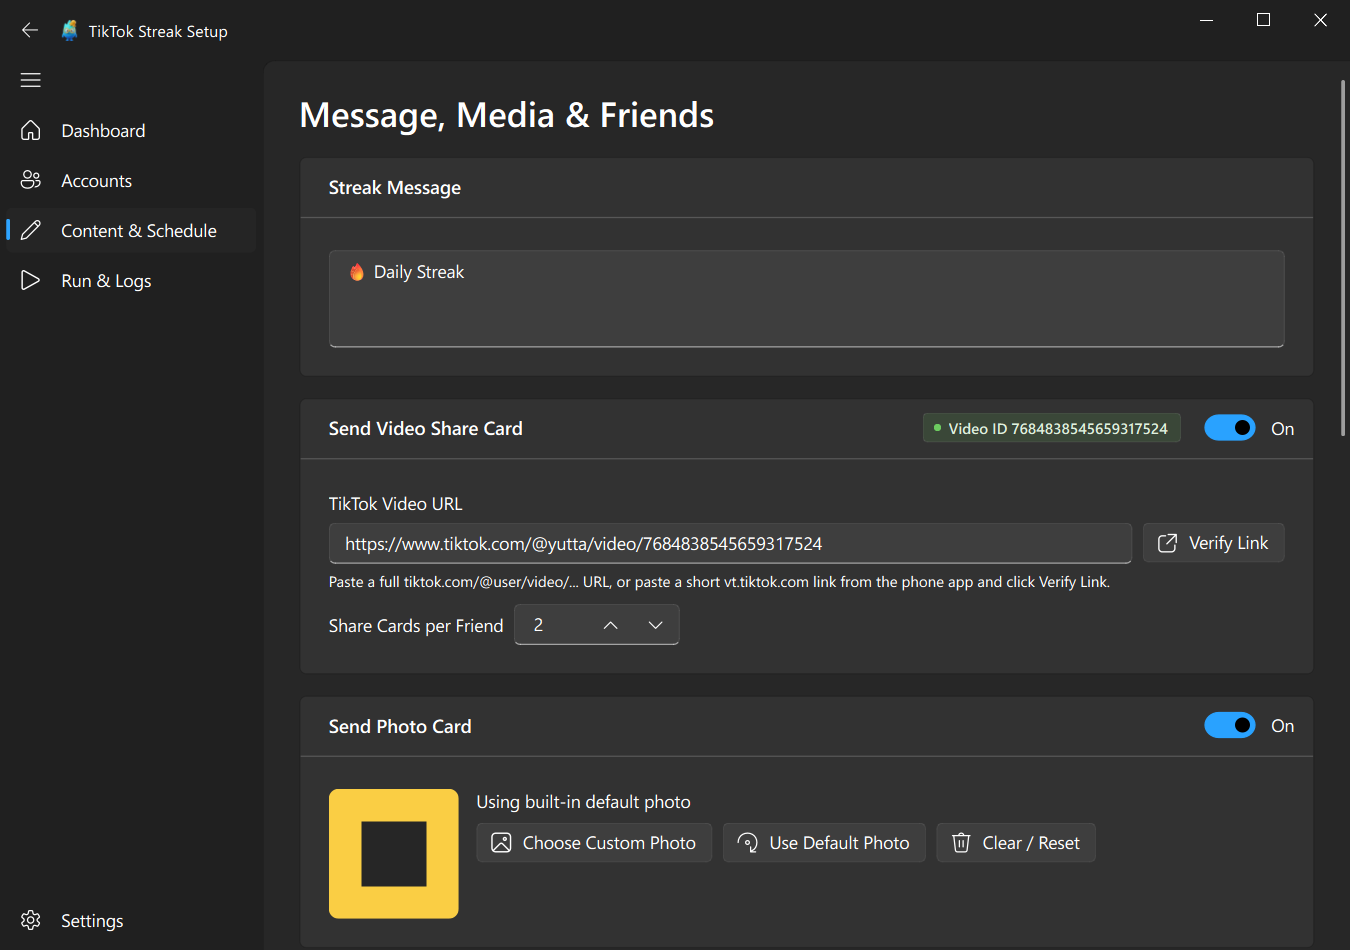 TikTok Streak Setup
Dashboard
Accounts
Content & Schedule
Run & Logs
Settings
Message, Media & Friends
Streak Message
🔥 Daily Streak
Send Video Share Card
Video ID 7684838545659317524
On
TikTok Video URL
https://www.tiktok.com/@yutta/video/7684838545659317524
Verify Link
Paste a full tiktok.com/@user/video/... URL, or paste a short vt.tiktok.com link from the phone app and click Verify Link.
Share Cards per Friend
2
Send Photo Card
On
Using built-in default photo
Choose Custom Photo
Use Default Photo
Clear / Reset